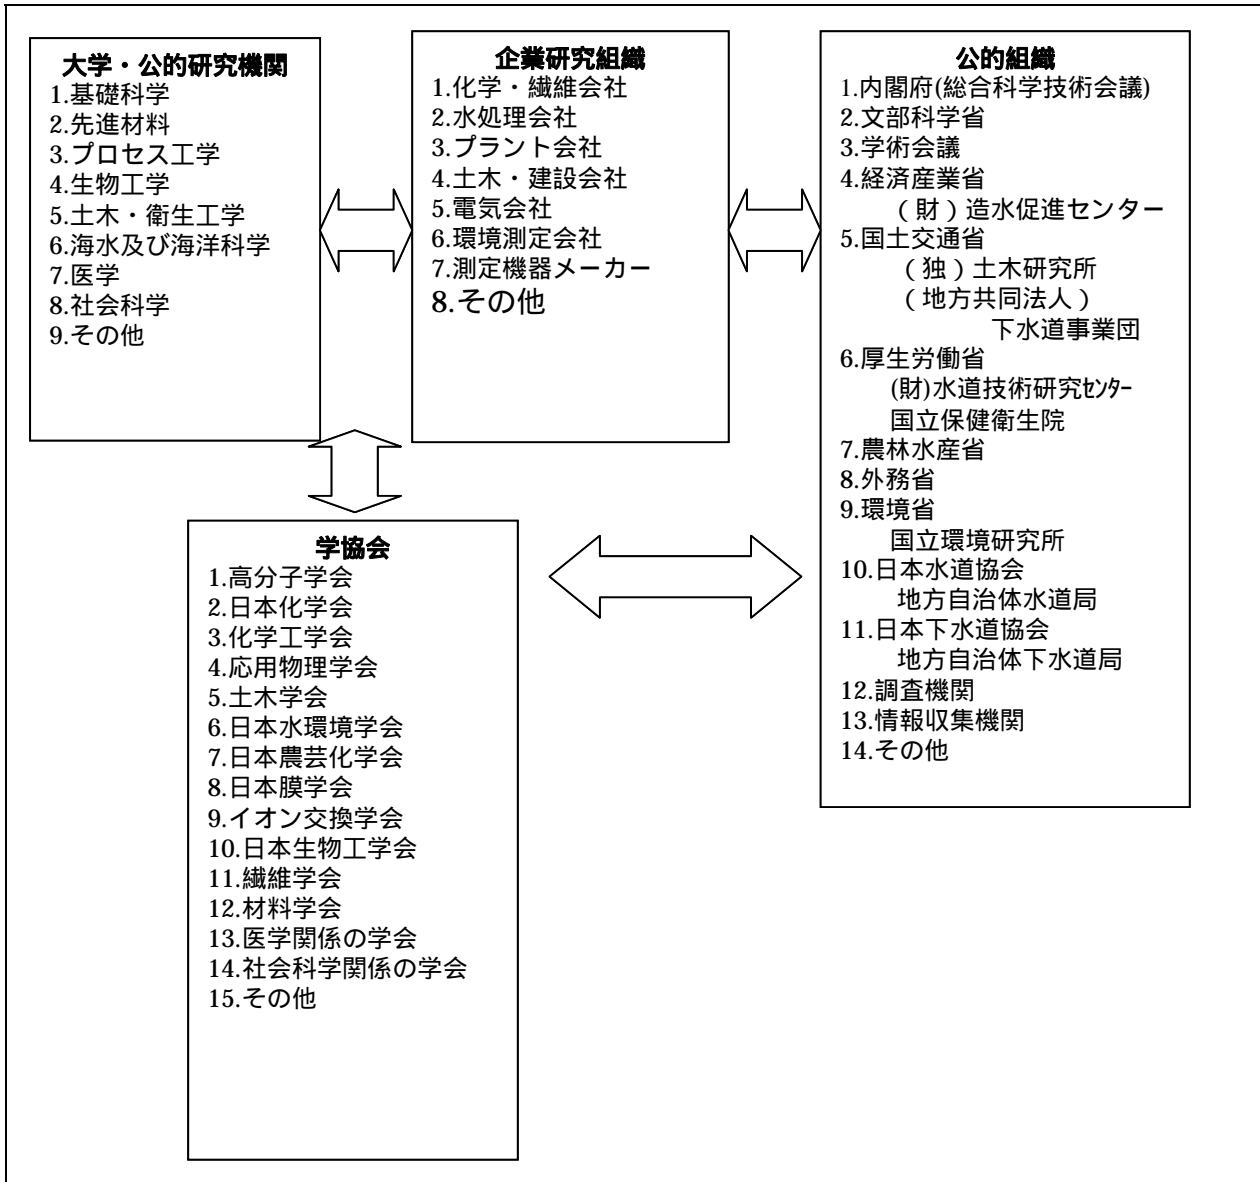 大学・公的研究機関
1.基礎科学
2.先進材料
3.プロセス工学
4.生物工学
5.土木・衛生工学
6.海水及び海洋科学
7.医学
8.社会科学
9.その他
企業研究組織
1.化学・繊維会社
2.水処理会社
3.プラント会社
4.土木・建設会社
5.電気会社
6.環境測定会社
7.測定機器メーカー
8.その他
公的組織
1.内閣府(総合科学技術会議)
2.文部科学省
3.学術会議
4.経済産業省
（財）造水促進センター
5.国土交通省
（独）土木研究所
（地方共同法人）
下水道事業団
6.厚生労働省
(財)水道技術研究ｾﾝﾀｰ
国立保健衛生院
7.農林水産省
8.外務省
9.環境省
国立環境研究所
10.日本水道協会
地方自治体水道局
11.日本下水道協会
地方自治体下水道局
12.調査機関
13.情報収集機関
14.その他
学協会
1.高分子学会
2.日本化学会
3.化学工学会
4.応用物理学会
5.土木学会
6.日本水環境学会
7.日本農芸化学会
8.日本膜学会
9.イオン交換学会
10.日本生物工学会
11.繊維学会
12.材料学会
13.医学関係の学会
14.社会科学関係の学会
15.その他